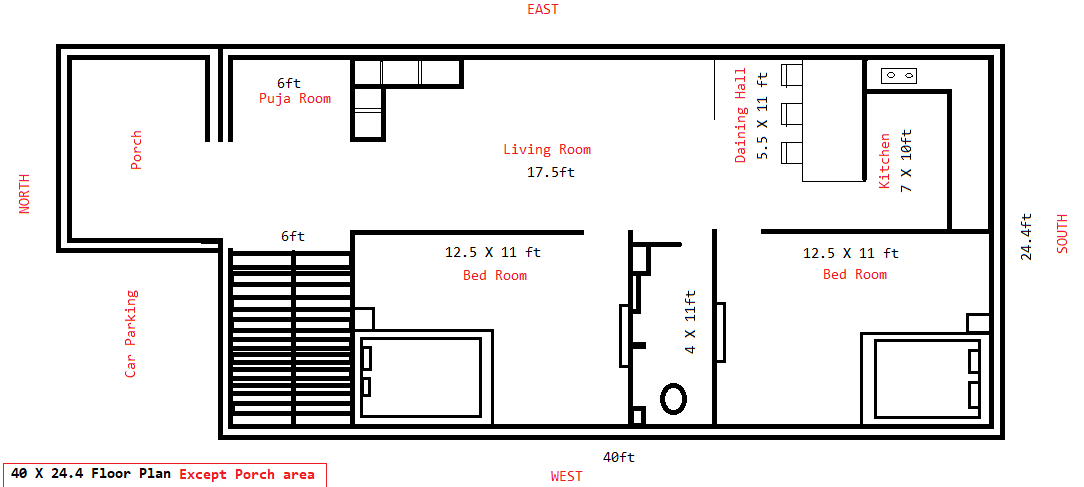 EAST
6ft
Puja Room
Porch
Living Room
17.5ft
Daining Hall
5.5 X 11 ft
Kitchen
7 X 10ft
NORTH
SOUTH
24.4ft
6ft
12.5 X 11 ft
Bed Room
12.5 X 11 ft
Bed Room
4 X 11ft
Car Parking
40ft
WEST
40 X 24.4 Floor Plan Except Porch area